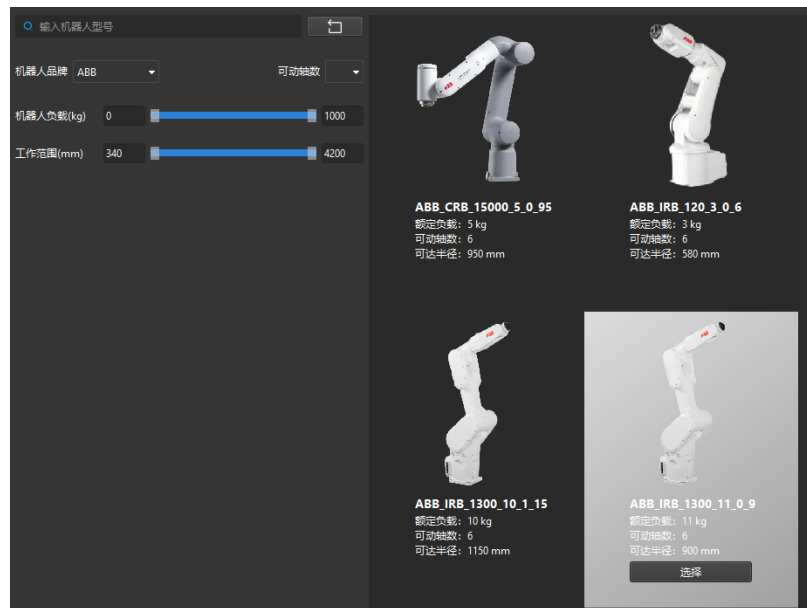 输入机器人型号
机器人品牌 ABB 可动轴数
机器人负载(kg) 0 1000
工作范围(mm) 340 4200
ABB_CRB_15000_5_0_95
额定负载: 5 kg
可动轴数: 6
可达半径: 950 mm
ABB_IRB_120_3_0_6
额定负载: 3 kg
可动轴数: 6
可达半径: 580 mm
ABB_IRB_1300_10_1_15
额定负载: 10 kg
可动轴数: 6
可达半径: 1150 mm
ABB_IRB_1300_11_0_9
额定负载: 11 kg
可动轴数: 6
可达半径: 900 mm
选择